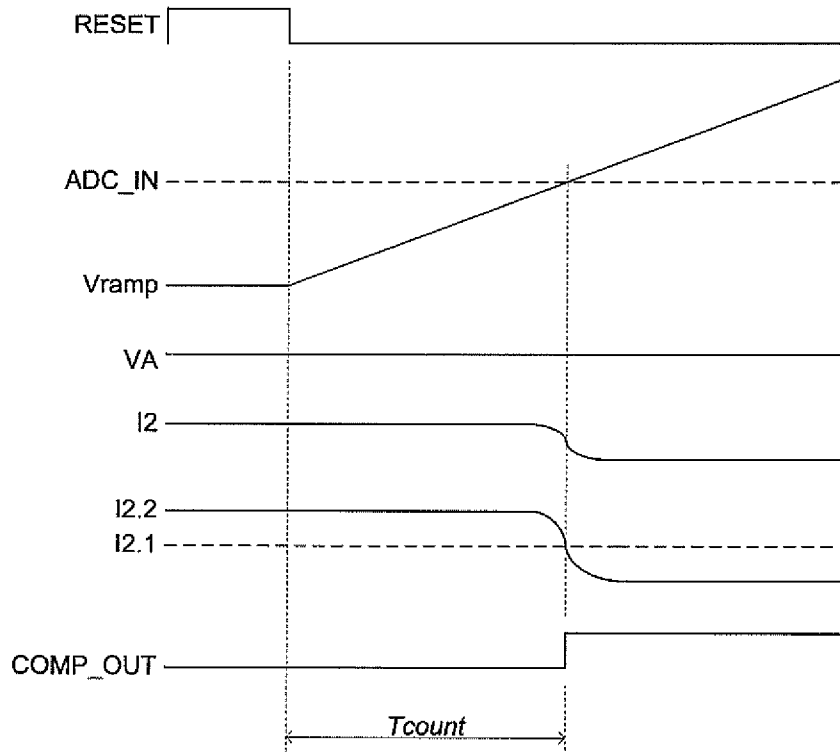 RESET
ADC_IN
Vramp
VA
I2
I2.2
I2.1
COMP_OUT
Tcount